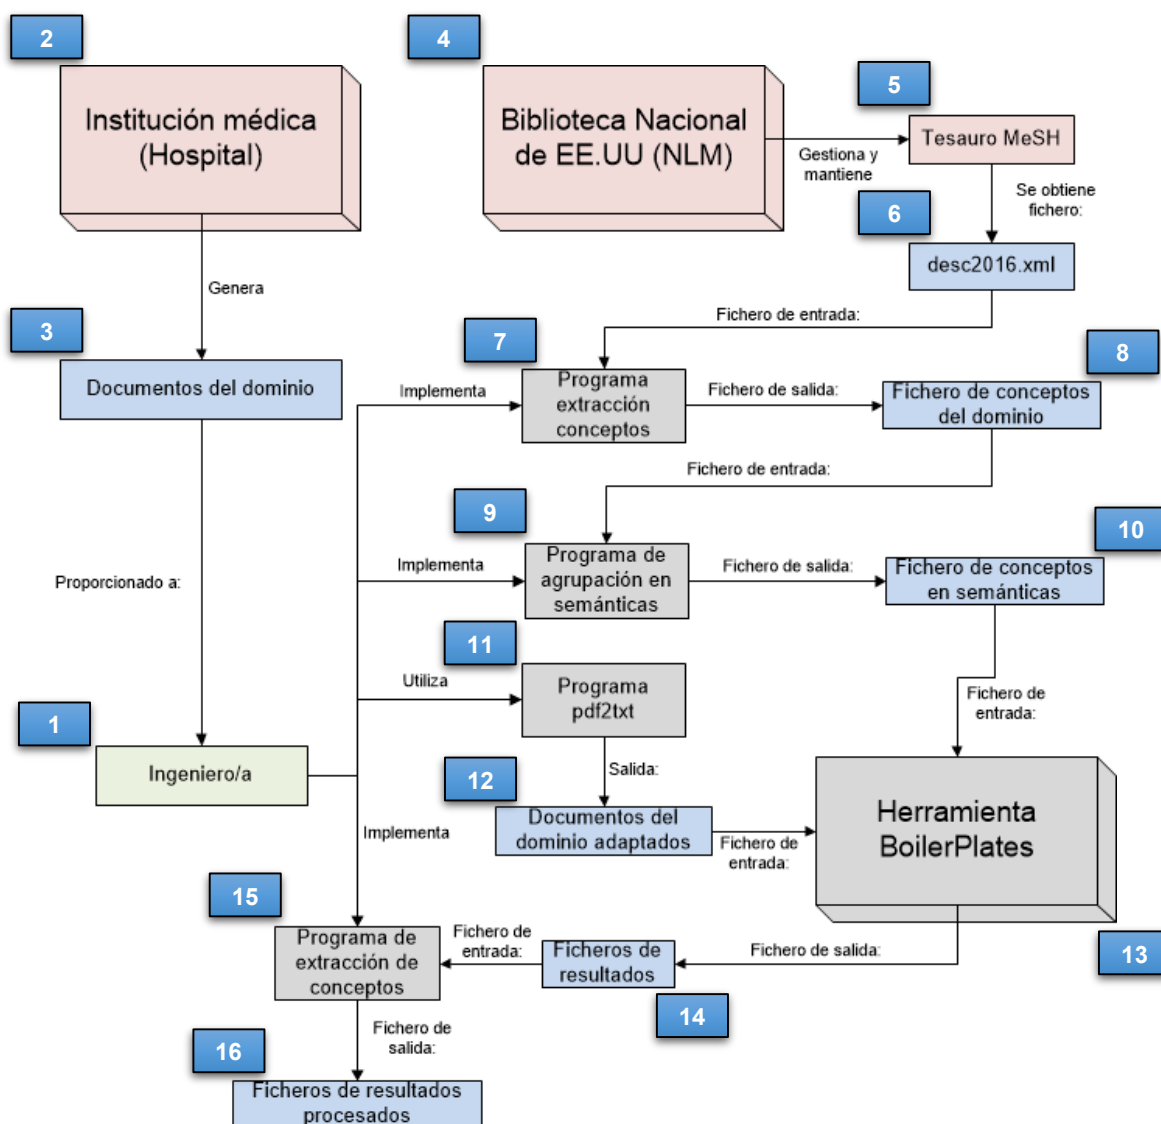 2
4
Institución médica
(Hospital)
Biblioteca Nacional
de EE.UU (NLM)
5
Gestiona y
mantiene
Tesauro MeSH
Se obtiene
fichero:
6
desc2016.xml
Genera
3
Documentos del dominio
Fichero de entrada:
7
8
Implementa
Programa
extracción
conceptos
Fichero de salida:
Fichero de conceptos
del dominio
Fichero de entrada:
9
10
Implementa
Programa de
agrupación en
semánticas
Fichero de salida:
Fichero de conceptos
en semánticas
Proporcionado a:
11
Utiliza
Programa
pdf2txt
Fichero de
entrada:
1
Ingeniero/a
Salida:
12
Implementa
Documentos del
dominio adaptados
Fichero de
entrada:
Herramienta
BoilerPlates
15
13
Programa de
extracción de
conceptos
Fichero de
entrada:
Ficheros de
resultados
Fichero de salida:
14
16
Fichero de
salida:
Ficheros de resultados
procesados